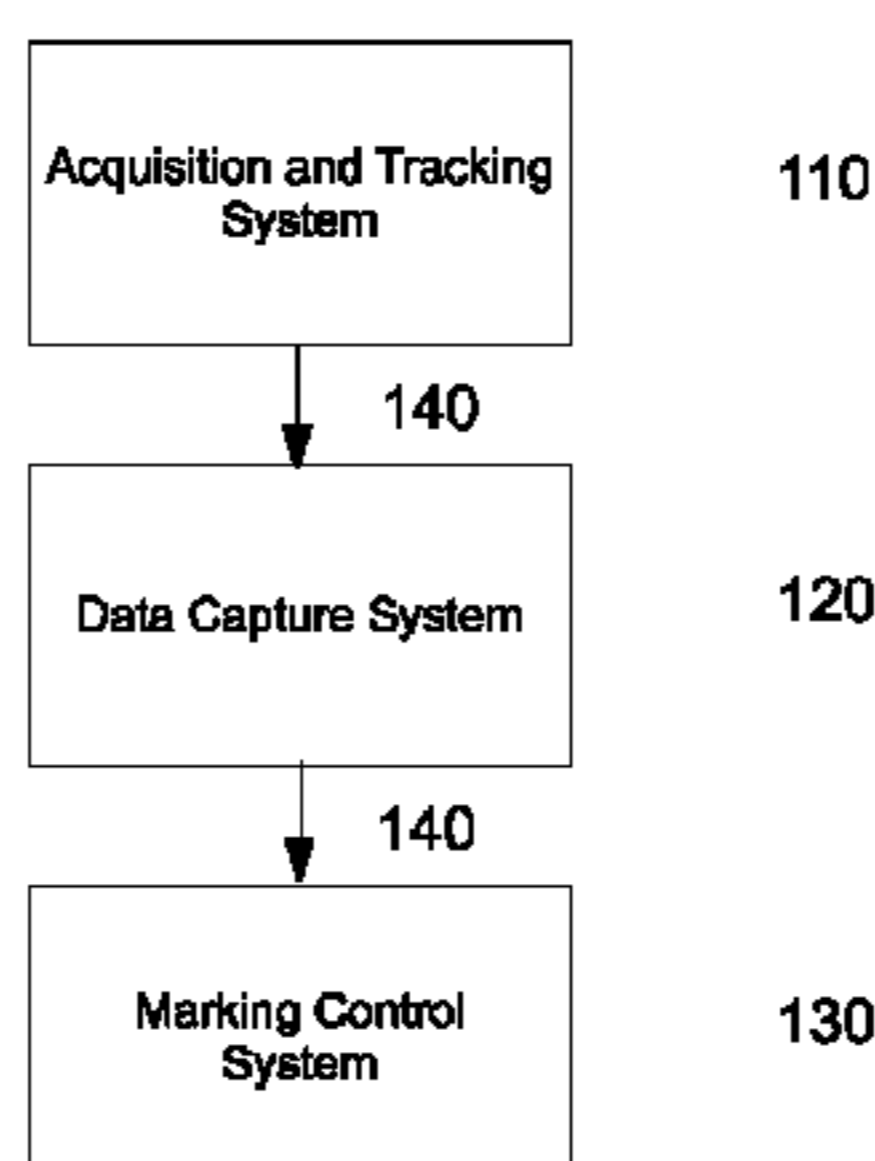 Acquisition and Tracking
System
110
140
Data Capture System
120
140
Marking Control
System
130